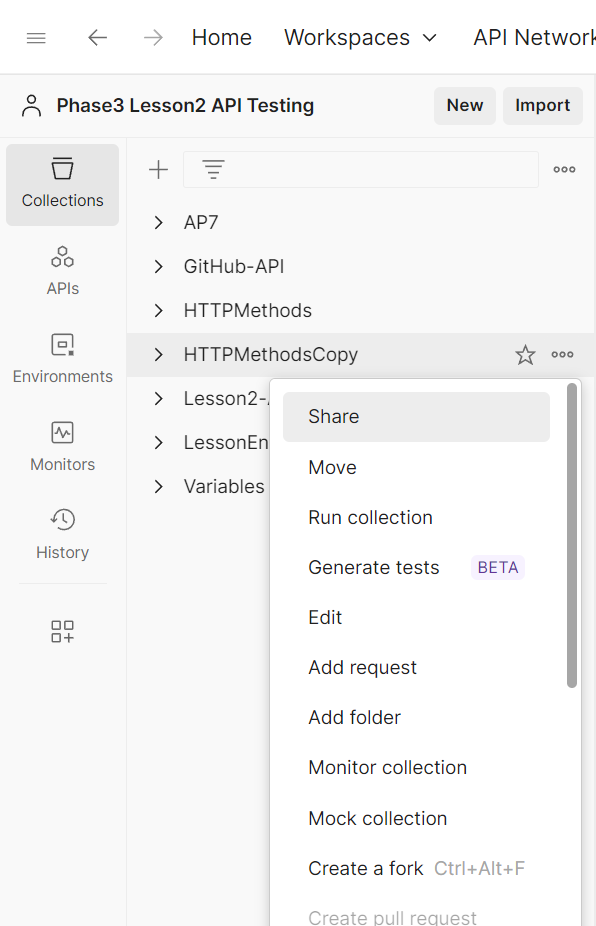 Home Workspaces API Network
Phase3 Lesson2 API Testing New Import
Collections
APIs
Environments
Monitors
History
AP7
GitHub-API
HTTPMethods
HTTPMethodsCopy
Lesson2-
LessonEn
Variables
Share
Move
Run collection
Generate tests BETA
Edit
Add request
Add folder
Monitor collection
Mock collection
Create a fork Ctrl+Alt+F
Create pull request